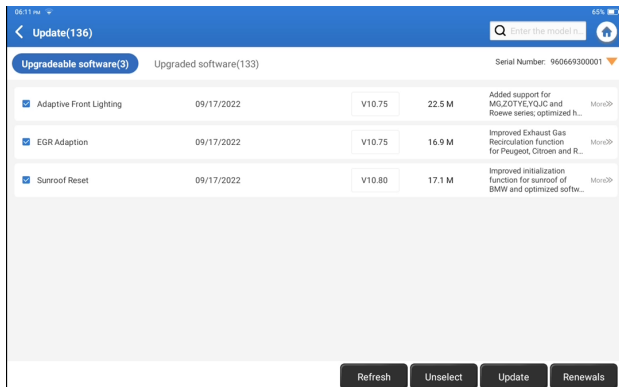 06:11 PM 65%
Update(136) Enter the model n...
Upgradeable software(3) Upgraded software(133) Serial Number: 960669300001
Adaptive Front Lighting 09/17/2022 V10.75 22.5 M Added support for MG,ZOTYE,YQJC and Roewe series; optimized h... More>>
EGR Adaption 09/17/2022 V10.75 16.9 M Improved Exhaust Gas Recirculation function for Peugeot, Citroen and R... More>>
Sunroof Reset 09/17/2022 V10.80 17.1 M Improved initialization function for sunroof of BMW and optimized softw... More>>
Refresh Unselect Update Renewals